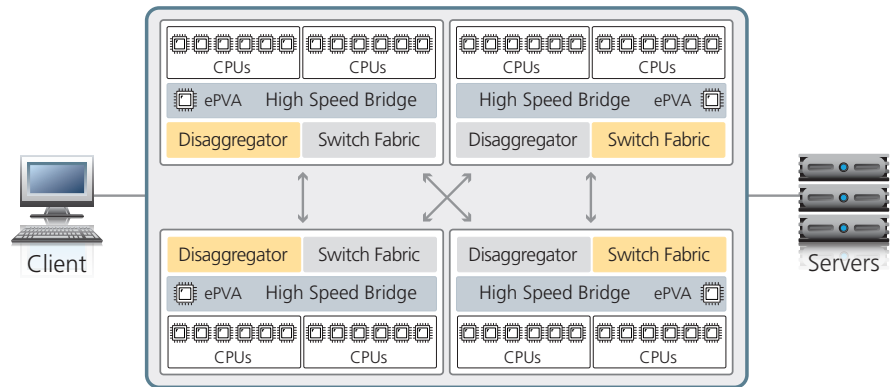 CPUs CPUs CPUs CPUs
ePVA High Speed Bridge High Speed Bridge ePVA
Disaggregator Switch Fabric Disaggregator Switch Fabric
Client Servers
Disaggregator Switch Fabric Disaggregator Switch Fabric
ePVA High Speed Bridge High Speed Bridge ePVA
CPUs CPUs CPUs CPUs